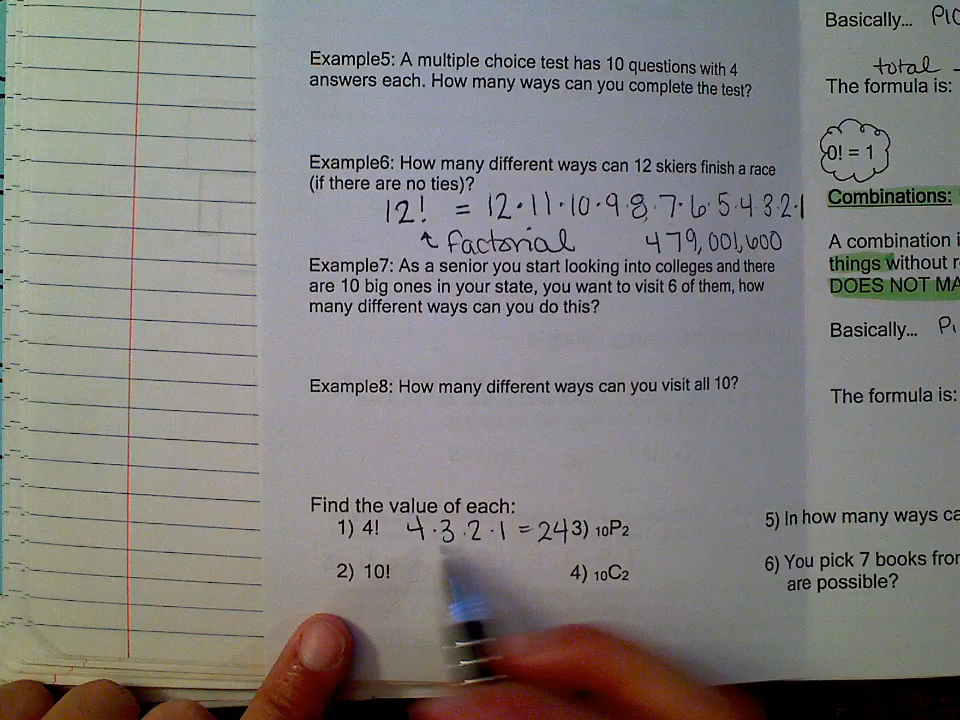 Example5: A multiple choice test has 10 questions with 4
answers each. How many ways can you complete the test?
Example6: How many different ways can 12 skiers finish a race
(if there are no ties)?
12! = 12·11·10·9·8·7·6·5·4 3·2·1
↑ factorial 479,001,600
Example7: As a senior you start looking into colleges and there
are 10 big ones in your state, you want to visit 6 of them, how
many different ways can you do this?
Example8: How many different ways can you visit all 10?
Find the value of each:
1) 4! 4·3·2·1 = 24 3) ₁₀P₂
2) 10! 4) ₁₀C₂
Basically...
total
The formula is:
0! = 1
Combinations:
A combination
things without
DOES NOT
Basically...
The formula is:
5) In how many ways
6) You pick 7 books
are possible?